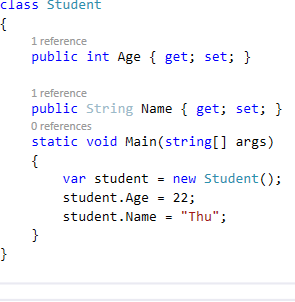 class Student
{
1 reference
public int Age { get; set; }
1 reference
public String Name { get; set; }
0 references
static void Main(string[] args)
{
var student = new Student();
student.Age = 22;
student.Name = "Thu";
}
}